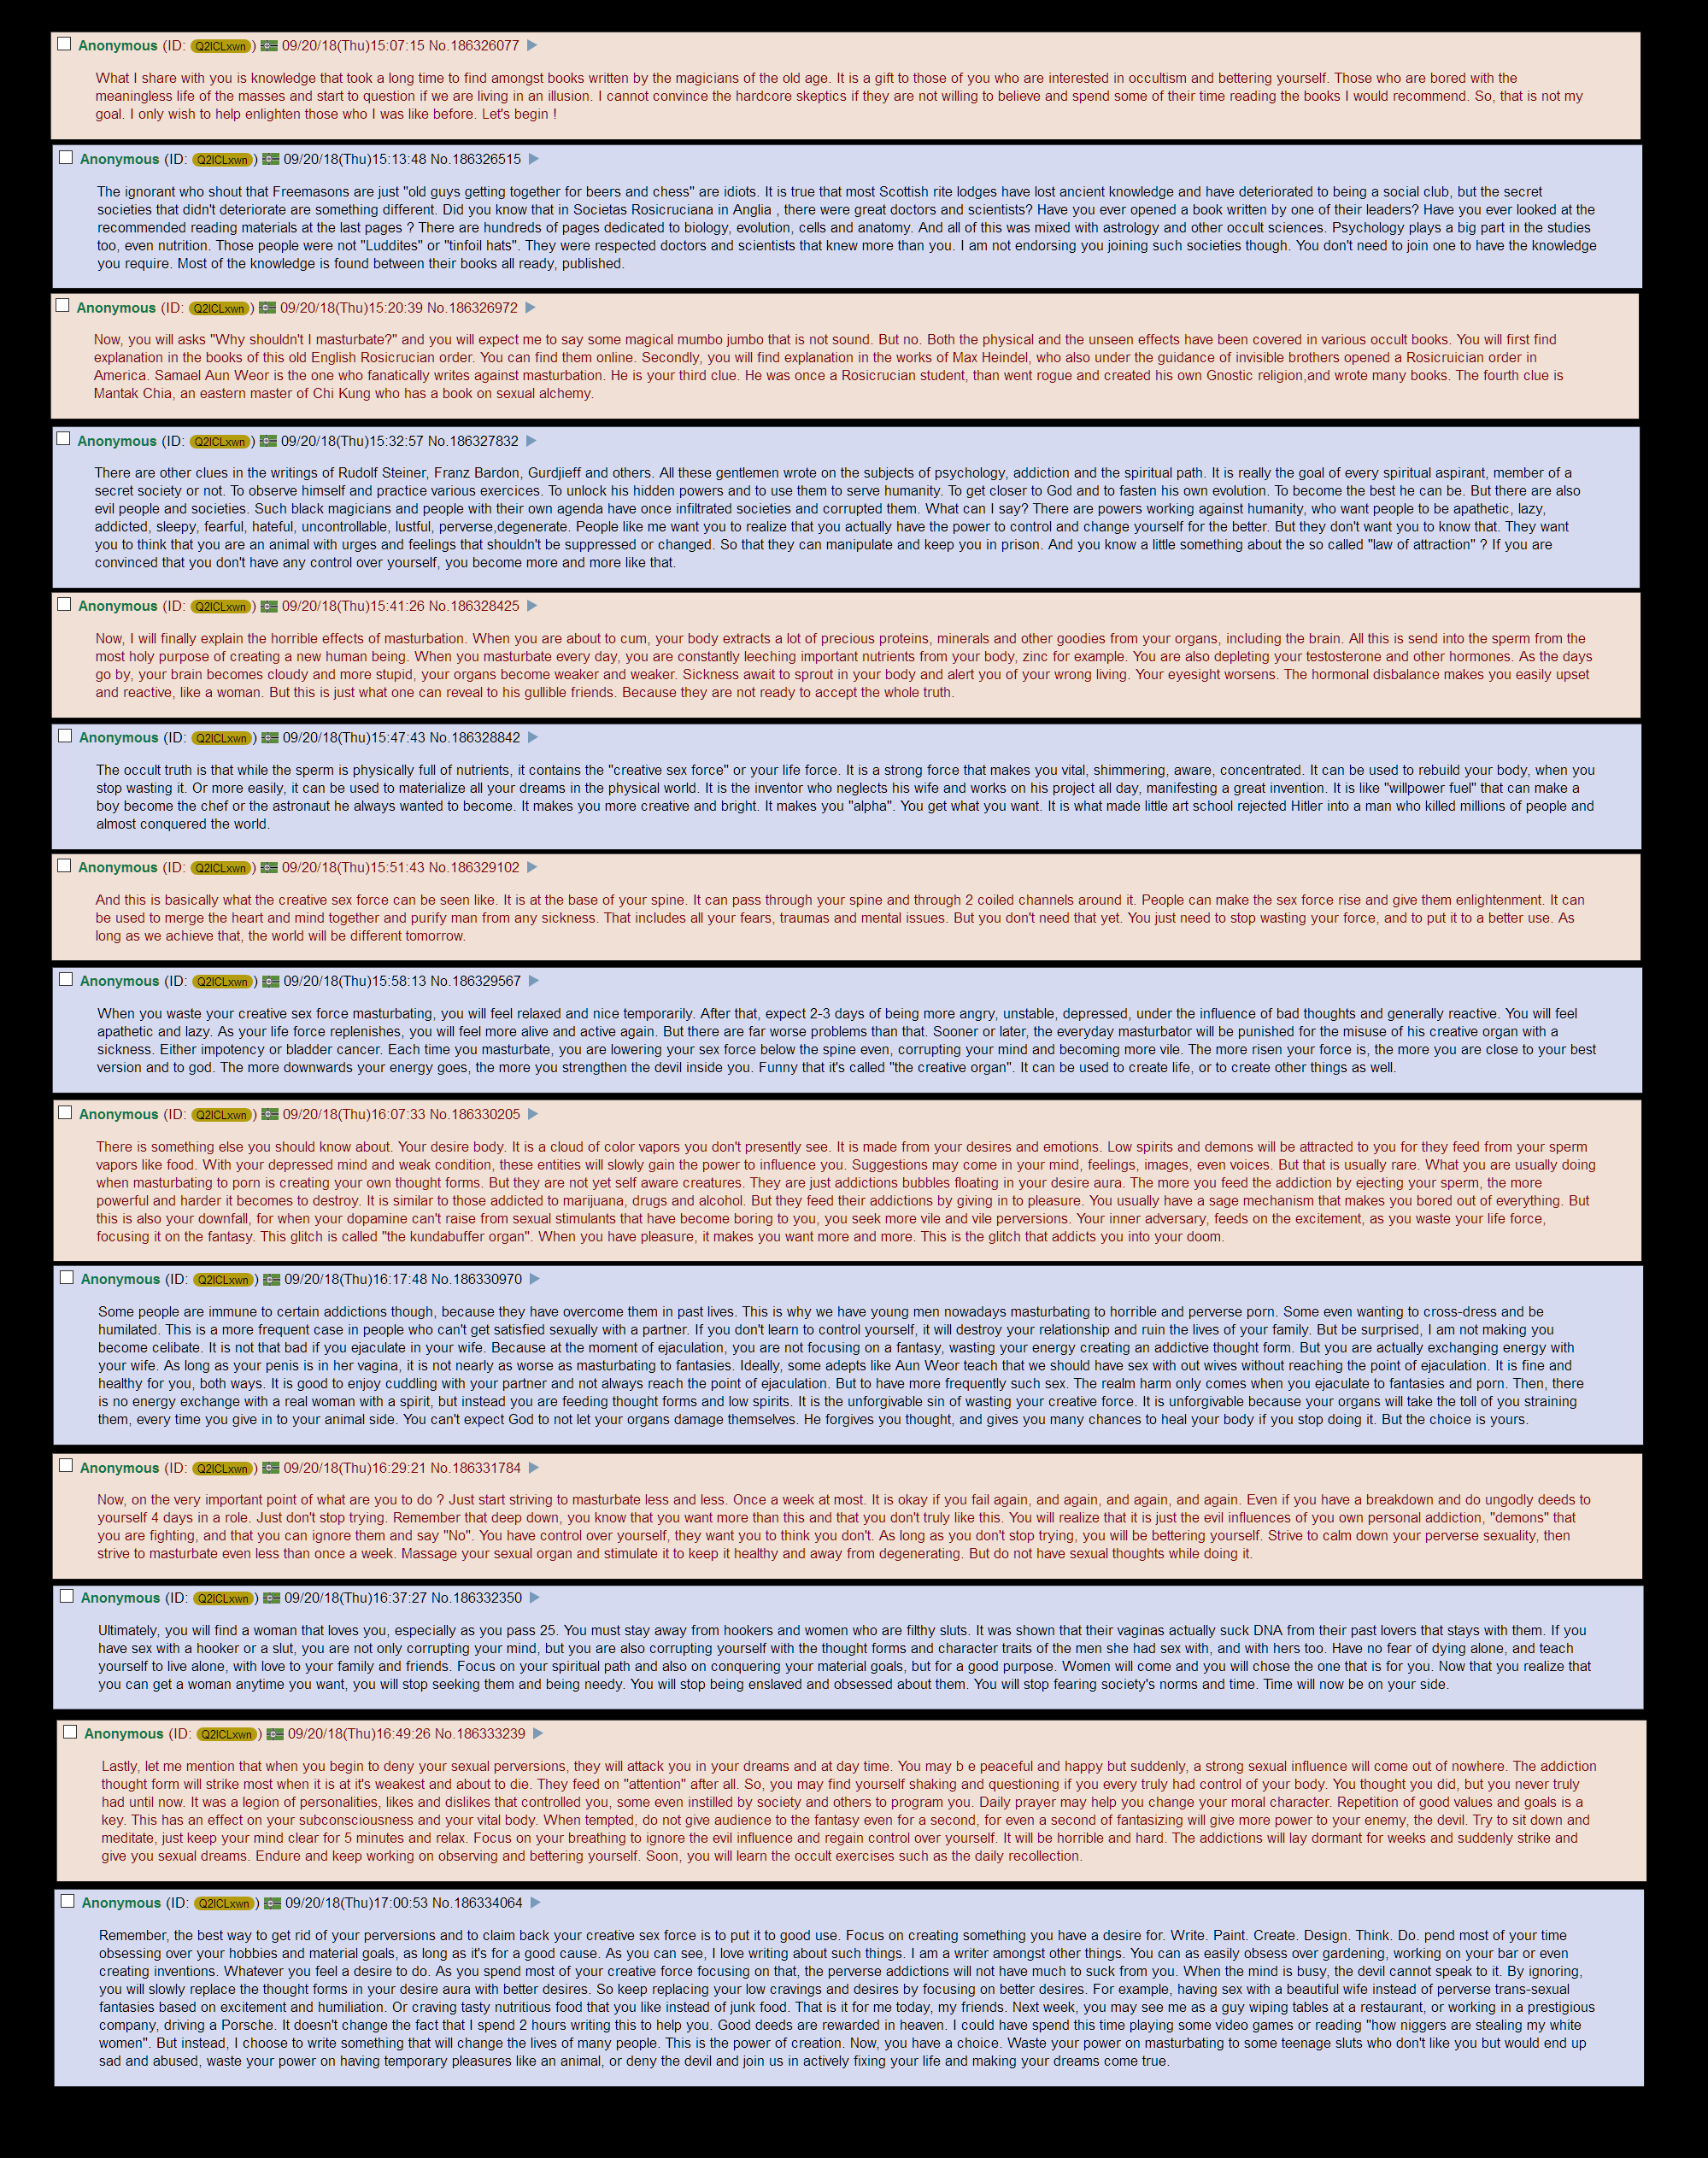 Anonymous (ID: Q2lCLxwn) 09/20/18(Thu)15:07:15 No.186326077
What I share with you is knowledge that took a long time to find amongst books written by the magicians of the old age. It is a gift to those of you who are interested in occultism and bettering yourself. Those who are bored with the
meaningless life of the masses and start to question if we are living in an illusion. I cannot convince the hardcore skeptics if they are not willing to believe and spend some of their time reading the books I would recommend. So, that is not my
goal. I only wish to help enlighten those who I was like before. Let's begin !
Anonymous (ID: Q2lCLxwn) 09/20/18(Thu)15:13:48 No.186326515
The ignorant who shout that Freemasons are just "old guys getting together for beers and chess" are idiots. It is true that most Scottish rite lodges have lost ancient knowledge and have deteriorated to being a social club, but the secret
societies that didn't deteriorate are something different. Did you know that in Societas Rosicruciana in Anglia , there were great doctors and scientists? Have you ever opened a book written by one of their leaders? Have you ever looked at the
recommended reading materials at the last pages ? There are hundreds of pages dedicated to biology, evolution, cells and anatomy. And all of this was mixed with astrology and other occult sciences. Psychology plays a big part in the studies
too, even nutrition. Those people were not "Luddites" or "tinfoil hats". They were respected doctors and scientists that knew more than you. I am not endorsing you joining such societies though. You don't need to join one to have the knowledge
you require. Most of the knowledge is found between their books all ready, published.
Anonymous (ID: Q2lCLxwn) 09/20/18(Thu)15:20:39 No.186326972
Now, you will asks "Why shouldn't I masturbate?" and you will expect me to say some magical mumbo jumbo that is not sound. But no. Both the physical and the unseen effects have been covered in various occult books. You will first find
explanation in the books of this old English Rosicrucian order. You can find them online. Secondly, you will find explanation in the works of Max Heindel, who also under the guidance of invisible brothers opened a Rosicruician order in
America. Samael Aun Weor is the one who fanatically writes against masturbation. He is your third clue. He was once a Rosicrucian student, than went rogue and created his own Gnostic religion,and wrote many books. The fourth clue is
Mantak Chia, an eastern master of Chi Kung who has a book on sexual alchemy.
Anonymous (ID: Q2lCLxwn) 09/20/18(Thu)15:32:57 No.186327832
There are other clues in the writings of Rudolf Steiner, Franz Bardon, Gurdjieff and others. All these gentlemen wrote on the subjects of psychology, addiction and the spiritual path. It is really the goal of every spiritual aspirant, member of a
secret society or not. To observe himself and practice various exercices. To unlock his hidden powers and to use them to serve humanity. To get closer to God and to fasten his own evolution. To become the best he can be. But there are also
evil people and societies. Such black magicians and people with their own agenda have once infiltrated societies and corrupted them. What can I say? There are powers working against humanity, who want people to be apathetic, lazy,
addicted, sleepy, fearful, hateful, uncontrollable, lustful, perverse,degenerate. People like me want you to realize that you actually have the power to control and change yourself for the better. But they don't want you to know that. They want
you to think that you are an animal with urges and feelings that shouldn't be suppressed or changed. So that they can manipulate and keep you in prison. And you know a little something about the so called "law of attraction" ? If you are
convinced that you don't have any control over yourself, you become more and more like that.
Anonymous (ID: Q2lCLxwn) 09/20/18(Thu)15:41:26 No.186328425
Now, I will finally explain the horrible effects of masturbation. When you are about to cum, your body extracts a lot of precious proteins, minerals and other goodies from your organs, including the brain. All this is send into the sperm from the
most holy purpose of creating a new human being. When you masturbate every day, you are constantly leeching important nutrients from your body, zinc for example. You are also depleting your testosterone and other hormones. As the days
go by, your brain becomes cloudy and more stupid, your organs become weaker and weaker. Sickness await to sprout in your body and alert you of your wrong living. Your eyesight worsens. The hormonal disbalance makes you easily upset
and reactive, like a woman. But this is just what one can reveal to his gullible friends. Because they are not ready to accept the whole truth.
Anonymous (ID: Q2lCLxwn) 09/20/18(Thu)15:47:43 No.186328842
The occult truth is that while the sperm is physically full of nutrients, it contains the "creative sex force" or your life force. It is a strong force that makes you vital, shimmering, aware, concentrated. It can be used to rebuild your body, when you
stop wasting it. Or more easily, it can be used to materialize all your dreams in the physical world. It is the inventor who neglects his wife and works on his project all day, manifesting a great invention. It is like "willpower fuel" that can make a
boy become the chef or the astronaut he always wanted to become. It makes you more creative and bright. It makes you "alpha". You get what you want. It is what made little art school rejected Hitler into a man who killed millions of people and
almost conquered the world.
Anonymous (ID: Q2lCLxwn) 09/20/18(Thu)15:51:43 No.186329102
And this is basically what the creative sex force can be seen like. It is at the base of your spine. It can pass through your spine and through 2 coiled channels around it. People can make the sex force rise and give them enlightenment. It can
be used to merge the heart and mind together and purify man from any sickness. That includes all your fears, traumas and mental issues. But you don't need that yet. You just need to stop wasting your force, and to put it to a better use. As
long as we achieve that, the world will be different tomorrow.
Anonymous (ID: Q2lCLxwn) 09/20/18(Thu)15:58:13 No.186329567
When you waste your creative sex force masturbating, you will feel relaxed and nice temporarily. After that, expect 2-3 days of being more angry, unstable, depressed, under the influence of bad thoughts and generally reactive. You will feel
apathetic and lazy. As your life force replenishes, you will feel more alive and active again. But there are far worse problems than that. Sooner or later, the everyday masturbator will be punished for the misuse of his creative organ with a
sickness. Either impotency or bladder cancer. Each time you masturbate, you are lowering your sex force below the spine even, corrupting your mind and becoming more vile. The more risen your force is, the more you are close to your best
version and to god. The more downwards your energy goes, the more you strengthen the devil inside you. Funny that it's called "the creative organ". It can be used to create life, or to create other things as well.
Anonymous (ID: Q2lCLxwn) 09/20/18(Thu)16:07:33 No.186330205
There is something else you should know about. Your desire body. It is a cloud of color vapors you don't presently see. It is made from your desires and emotions. Low spirits and demons will be attracted to you for they feed from your sperm
vapors like food. With your depressed mind and weak condition, these entities will slowly gain the power to influence you. Suggestions may come in your mind, feelings, images, even voices. But that is usually rare. What you are usually doing
when masturbating to porn is creating your own thought forms. But they are not yet self aware creatures. They are just addictions bubbles floating in your desire aura. The more you feed the addiction by ejecting your sperm, the more
powerful and harder it becomes to destroy. It is similar to those addicted to marijuana, drugs and alcohol. But they feed their addictions by giving in to pleasure. You usually have a sage mechanism that makes you bored out of everything. But
this is also your downfall, for when your dopamine can't raise from sexual stimulants that have become boring to you, you seek more vile and vile perversions. Your inner adversary, feeds on the excitement, as you waste your life force,
focusing it on the fantasy. This glitch is called "the kundabuffer organ". When you have pleasure, it makes you want more and more. This is the glitch that addicts you into your doom.
Anonymous (ID: Q2lCLxwn) 09/20/18(Thu)16:17:48 No.186330970
Some people are immune to certain addictions though, because they have overcome them in past lives. This is why we have young men nowadays masturbating to horrible and perverse porn. Some even wanting to cross-dress and be
humilated. This is a more frequent case in people who can't get satisfied sexually with a partner. If you don't learn to control yourself, it will destroy your relationship and ruin the lives of your family. But be surprised, I am not making you
become celibate. It is not that bad if you ejaculate in your wife. Because at the moment of ejaculation, you are not focusing on a fantasy, wasting your energy creating an addictive thought form. But you are actually exchanging energy with
your wife. As long as your penis is in her vagina, it is not nearly as worse as masturbating to fantasies. Ideally, some adepts like Aun Weor teach that we should have sex with out wives without reaching the point of ejaculation. It is fine and
healthy for you, both ways. It is good to enjoy cuddling with your partner and not always reach the point of ejaculation. But to have more frequently such sex. The realm harm only comes when you ejaculate to fantasies and porn. Then, there
is no energy exchange with a real woman with a spirit, but instead you are feeding thought forms and low spirits. It is the unforgivable sin of wasting your creative force. It is unforgivable because your organs will take the toll of you straining
them, every time you give in to your animal side. You can't expect God to not let your organs damage themselves. He forgives you thought, and gives you many chances to heal your body if you stop doing it. But the choice is yours.
Anonymous (ID: Q2lCLxwn) 09/20/18(Thu)16:29:21 No.186331784
Now, on the very important point of what are you to do ? Just start striving to masturbate less and less. Once a week at most. It is okay if you fail again, and again, and again, and again. Even if you have a breakdown and do ungodly deeds to
yourself 4 days in a role. Just don't stop trying. Remember that deep down, you know that you want more than this and that you don't truly like this. You will realize that it is just the evil influences of you own personal addiction, "demons" that
you are fighting, and that you can ignore them and say "No". You have control over yourself, they want you to think you don't. As long as you don't stop trying, you will be bettering yourself. Strive to calm down your perverse sexuality, then
strive to masturbate even less than once a week. Massage your sexual organ and stimulate it to keep it healthy and away from degenerating. But do not have sexual thoughts while doing it.
Anonymous (ID: Q2lCLxwn) 09/20/18(Thu)16:37:27 No.186332350
Ultimately, you will find a woman that loves you, especially as you pass 25. You must stay away from hookers and women who are filthy sluts. It was shown that their vaginas actually suck DNA from their past lovers that stays with them. If you
have sex with a hooker or a slut, you are not only corrupting your mind, but you are also corrupting yourself with the thought forms and character traits of the men she had sex with, and with hers too. Have no fear of dying alone, and teach
yourself to live alone, with love to your family and friends. Focus on your spiritual path and also on conquering your material goals, but for a good purpose. Women will come and you will chose the one that is for you. Now that you realize that
you can get a woman anytime you want, you will stop seeking them and being needy. You will stop being enslaved and obsessed about them. You will stop fearing society's norms and time. Time will now be on your side.
Anonymous (ID: Q2lCLxwn) 09/20/18(Thu)16:49:26 No.186333239
Lastly, let me mention that when you begin to deny your sexual perversions, they will attack you in your dreams and at day time. You may b e peaceful and happy but suddenly, a strong sexual influence will come out of nowhere. The addiction
thought form will strike most when it is at it's weakest and about to die. They feed on "attention" after all. So, you may find yourself shaking and questioning if you every truly had control of your body. You thought you did, but you never truly
had until now. It was a legion of personalities, likes and dislikes that controlled you, some even instilled by society and others to program you. Daily prayer may help you change your moral character. Repetition of good values and goals is a
key. This has an effect on your subconsciousness and your vital body. When tempted, do not give audience to the fantasy even for a second, for even a second of fantasizing will give more power to your enemy, the devil. Try to sit down and
meditate, just keep your mind clear for 5 minutes and relax. Focus on your breathing to ignore the evil influence and regain control over yourself. It will be horrible and hard. The addictions will lay dormant for weeks and suddenly strike and
give you sexual dreams. Endure and keep working on observing and bettering yourself. Soon, you will learn the occult exercises such as the daily recollection.
Anonymous (ID: Q2lCLxwn) 09/20/18(Thu)17:00:53 No.186334064
Remember, the best way to get rid of your perversions and to claim back your creative sex force is to put it to good use. Focus on creating something you have a desire for. Write. Paint. Create. Design. Think. Do. pend most of your time
obsessing over your hobbies and material goals, as long as it's for a good cause. As you can see, I love writing about such things. I am a writer amongst other things. You can as easily obsess over gardening, working on your bar or even
creating inventions. Whatever you feel a desire to do. As you spend most of your creative force focusing on that, the perverse addictions will not have much to suck from you. When the mind is busy, the devil cannot speak to it. By ignoring,
you will slowly replace the thought forms in your desire aura with better desires. So keep replacing your low cravings and desires by focusing on better desires. For example, having sex with a beautiful wife instead of perverse trans-sexual
fantasies based on excitement and humiliation. Or craving tasty nutritious food that you like instead of junk food. That is it for me today, my friends. Next week, you may see me as a guy wiping tables at a restaurant, or working in a prestigious
company, driving a Porsche. It doesn't change the fact that I spend 2 hours writing this to help you. Good deeds are rewarded in heaven. I could have spend this time playing some video games or reading "how niggers are stealing my white
women". But instead, I choose to write something that will change the lives of many people. This is the power of creation. Now, you have a choice. Waste your power on masturbating to some teenage sluts who don't like you but would end up
sad and abused, waste your power on having temporary pleasures like an animal, or deny the devil and join us in actively fixing your life and making your dreams come true.